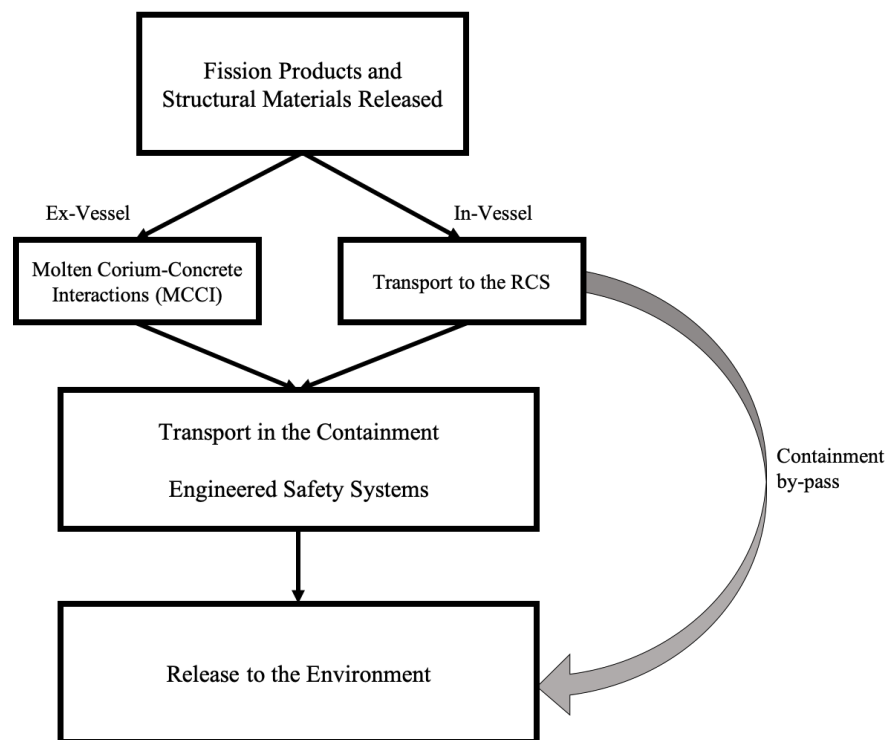 Fission Products and
Structural Materials Released
Ex-Vessel
In-Vessel
Molten Corium-Concrete
Interactions (MCCI)
Transport to the RCS
Transport in the Containment
Engineered Safety Systems
Containment
by-pass
Release to the Environment